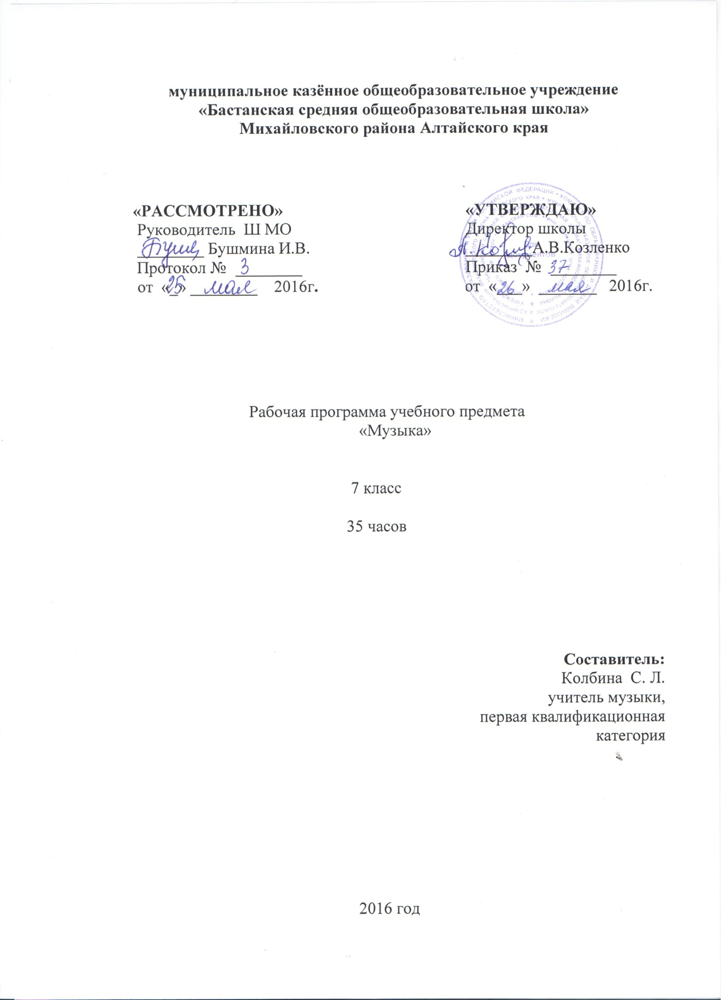 муниципальное казённое общеобразовательное учреждение
«Бастанская средняя общеобразовательная школа»
Михайловского района Алтайского края
«РАССМОТРЕНО»
Руководитель Ш МО
________ Бушмина И.В.
Протокол № 3
от «25» мая 2016г.
«УТВЕРЖДАЮ»
Директор школы
________А.В.Козленко
Приказ № 37
от «26» мая 2016г.
Рабочая программа учебного предмета
«Музыка»
7 класс
35 часов
Составитель:
Колбина С. Л.
учитель музыки,
первая квалификационная
категория
2016 год